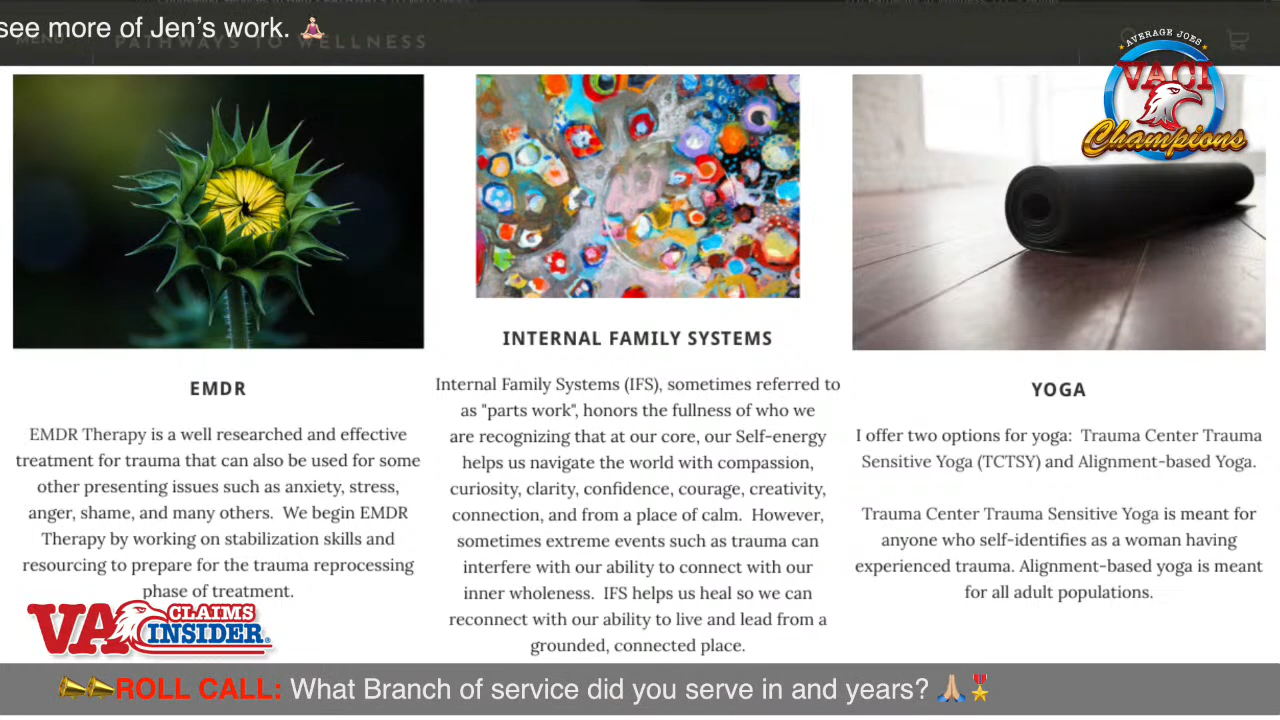 see more of Jen's work. 🧘🏻‍♀️
MENU
PATHWAYS TO WELLNESS
AVERAGE JOES
VACI
Champions
EMDR
EMDR Therapy is a well researched and effective
treatment for trauma that can also be used for some
other presenting issues such as anxiety, stress,
anger, shame, and many others.  We begin EMDR
Therapy by working on stabilization skills and
resourcing to prepare for the trauma reprocessing
phase of treatment.
INTERNAL FAMILY SYSTEMS
Internal Family Systems (IFS), sometimes referred to
as "parts work", honors the fullness of who we
are recognizing that at our core, our Self-energy
helps us navigate the world with compassion,
curiosity, clarity, confidence, courage, creativity,
connection, and from a place of calm.  However,
sometimes extreme events such as trauma can
interfere with our ability to connect with our
inner wholeness.  IFS helps us heal so we can
reconnect with our ability to live and lead from a
grounded, connected place.
YOGA
I offer two options for yoga:  Trauma Center Trauma
Sensitive Yoga (TCTSY) and Alignment-based Yoga.
Trauma Center Trauma Sensitive Yoga is meant for
anyone who self-identifies as a woman having
experienced trauma. Alignment-based yoga is meant
for all adult populations.
VA CLAIMS
INSIDER®
ROLL CALL: What Branch of service did you serve in and years? 🙏🏼🎖️